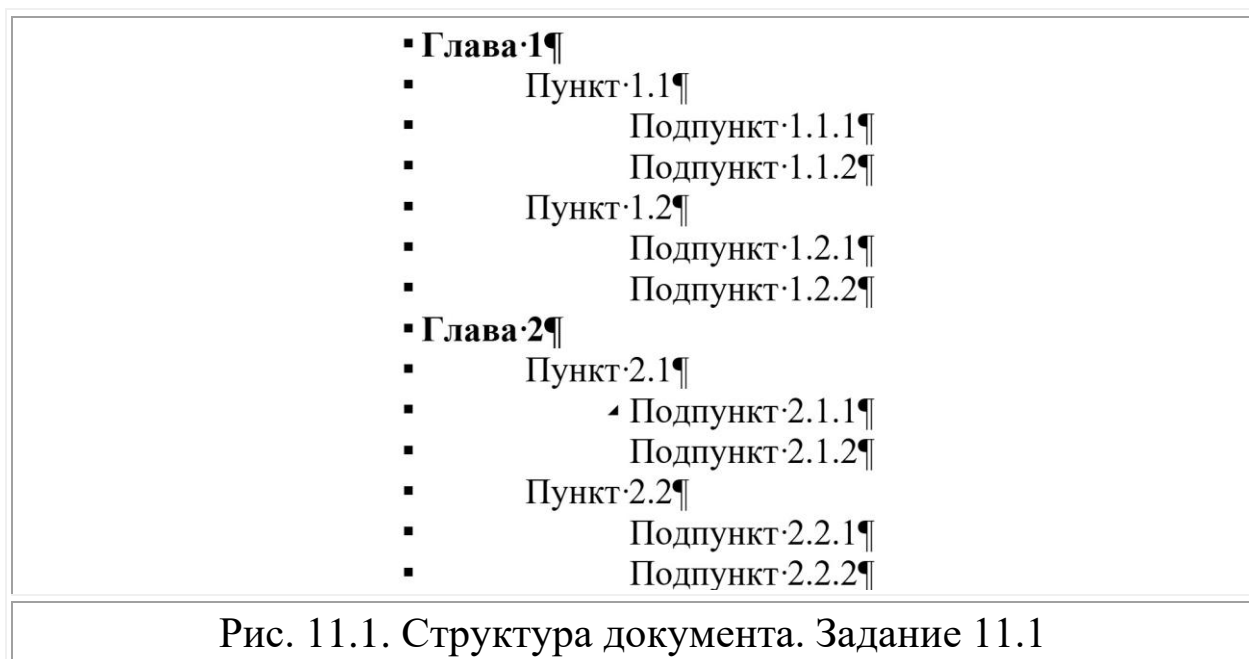 ▪ Глава·1¶
▪ Пункт·1.1¶
▪ Подпункт·1.1.1¶
▪ Подпункт·1.1.2¶
▪ Пункт·1.2¶
▪ Подпункт·1.2.1¶
▪ Подпункт·1.2.2¶
▪ Глава·2¶
▪ Пункт·2.1¶
▪ Подпункт·2.1.1¶
▪ Подпункт·2.1.2¶
▪ Пункт·2.2¶
▪ Подпункт·2.2.1¶
▪ Подпункт·2.2.2¶
Рис. 11.1. Структура документа. Задание 11.1